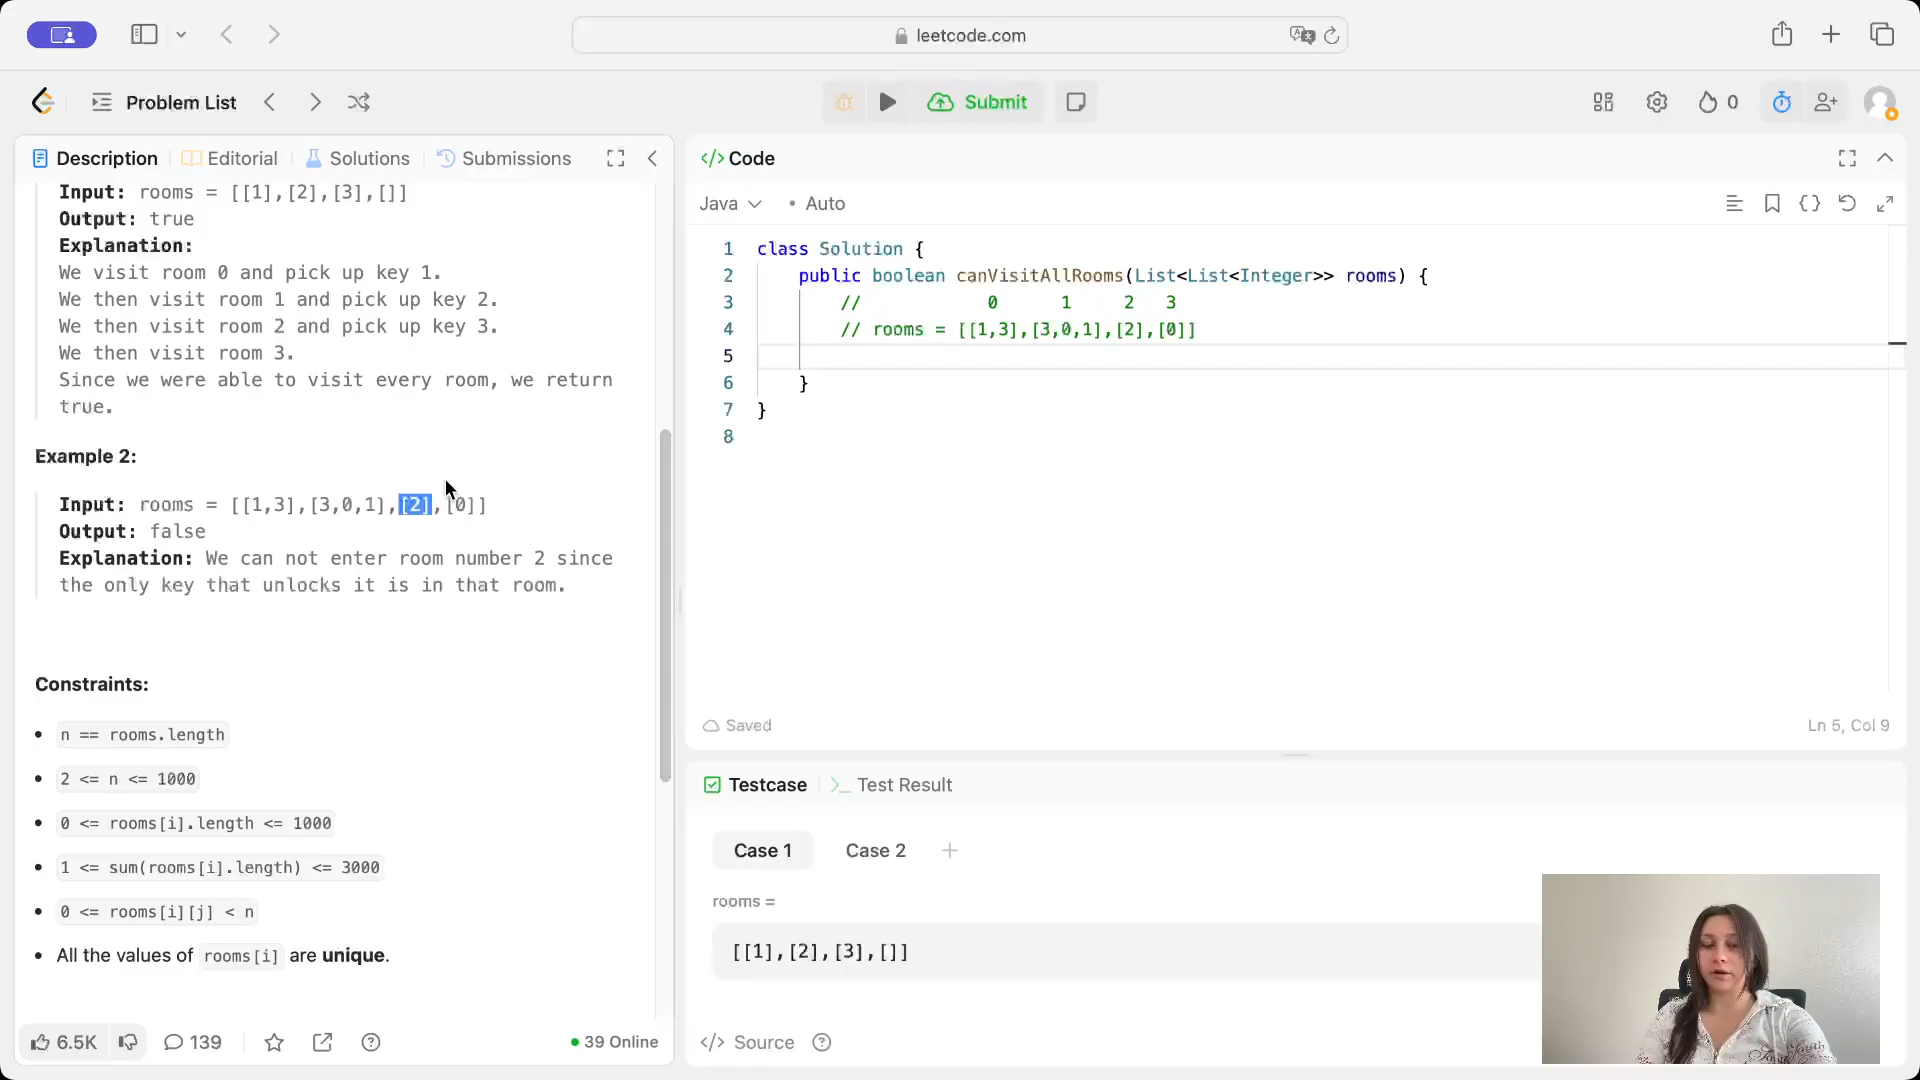 leetcode.com
Problem List
Submit
0
Description
Editorial
Solutions
Submissions
Input: rooms = [[1],[2],[3],[]]
Output: true
Explanation:
We visit room 0 and pick up key 1.
We then visit room 1 and pick up key 2.
We then visit room 2 and pick up key 3.
We then visit room 3.
Since we were able to visit every room, we return
true.
Example 2:
Input: rooms = [[1,3],[3,0,1],[2],[0]]
Output: false
Explanation: We can not enter room number 2 since
the only key that unlocks it is in that room.
Constraints:
• n == rooms.length
• 2 <= n <= 1000
• 0 <= rooms[i].length <= 1000
• 1 <= sum(rooms[i].length) <= 3000
• 0 <= rooms[i][j] < n
• All the values of rooms[i] are unique.
6.5K
139
39 Online
</> Code
Java
• Auto
1 class Solution {
2 public boolean canVisitAllRooms(List<List<Integer>> rooms) {
3 // 0 1 2 3
4 // rooms = [[1,3],[3,0,1],[2],[0]]
5
6 }
7 }
8
Saved
Ln 5, Col 9
Testcase
Test Result
Case 1
Case 2
rooms =
[[1],[2],[3],[]]
</> Source